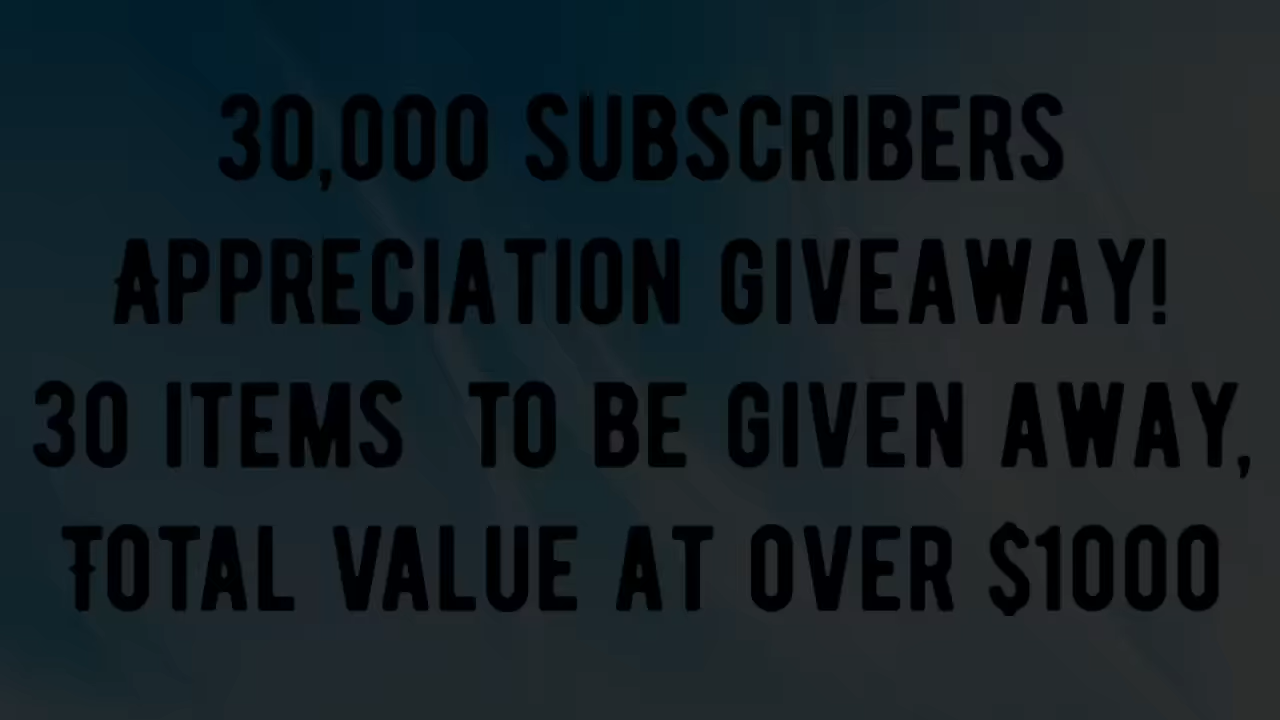 30,000 SUBSCRIBERS
APPRECIATION GIVEAWAY!
30 ITEMS TO BE GIVEN AWAY,
TOTAL VALUE AT OVER $1000